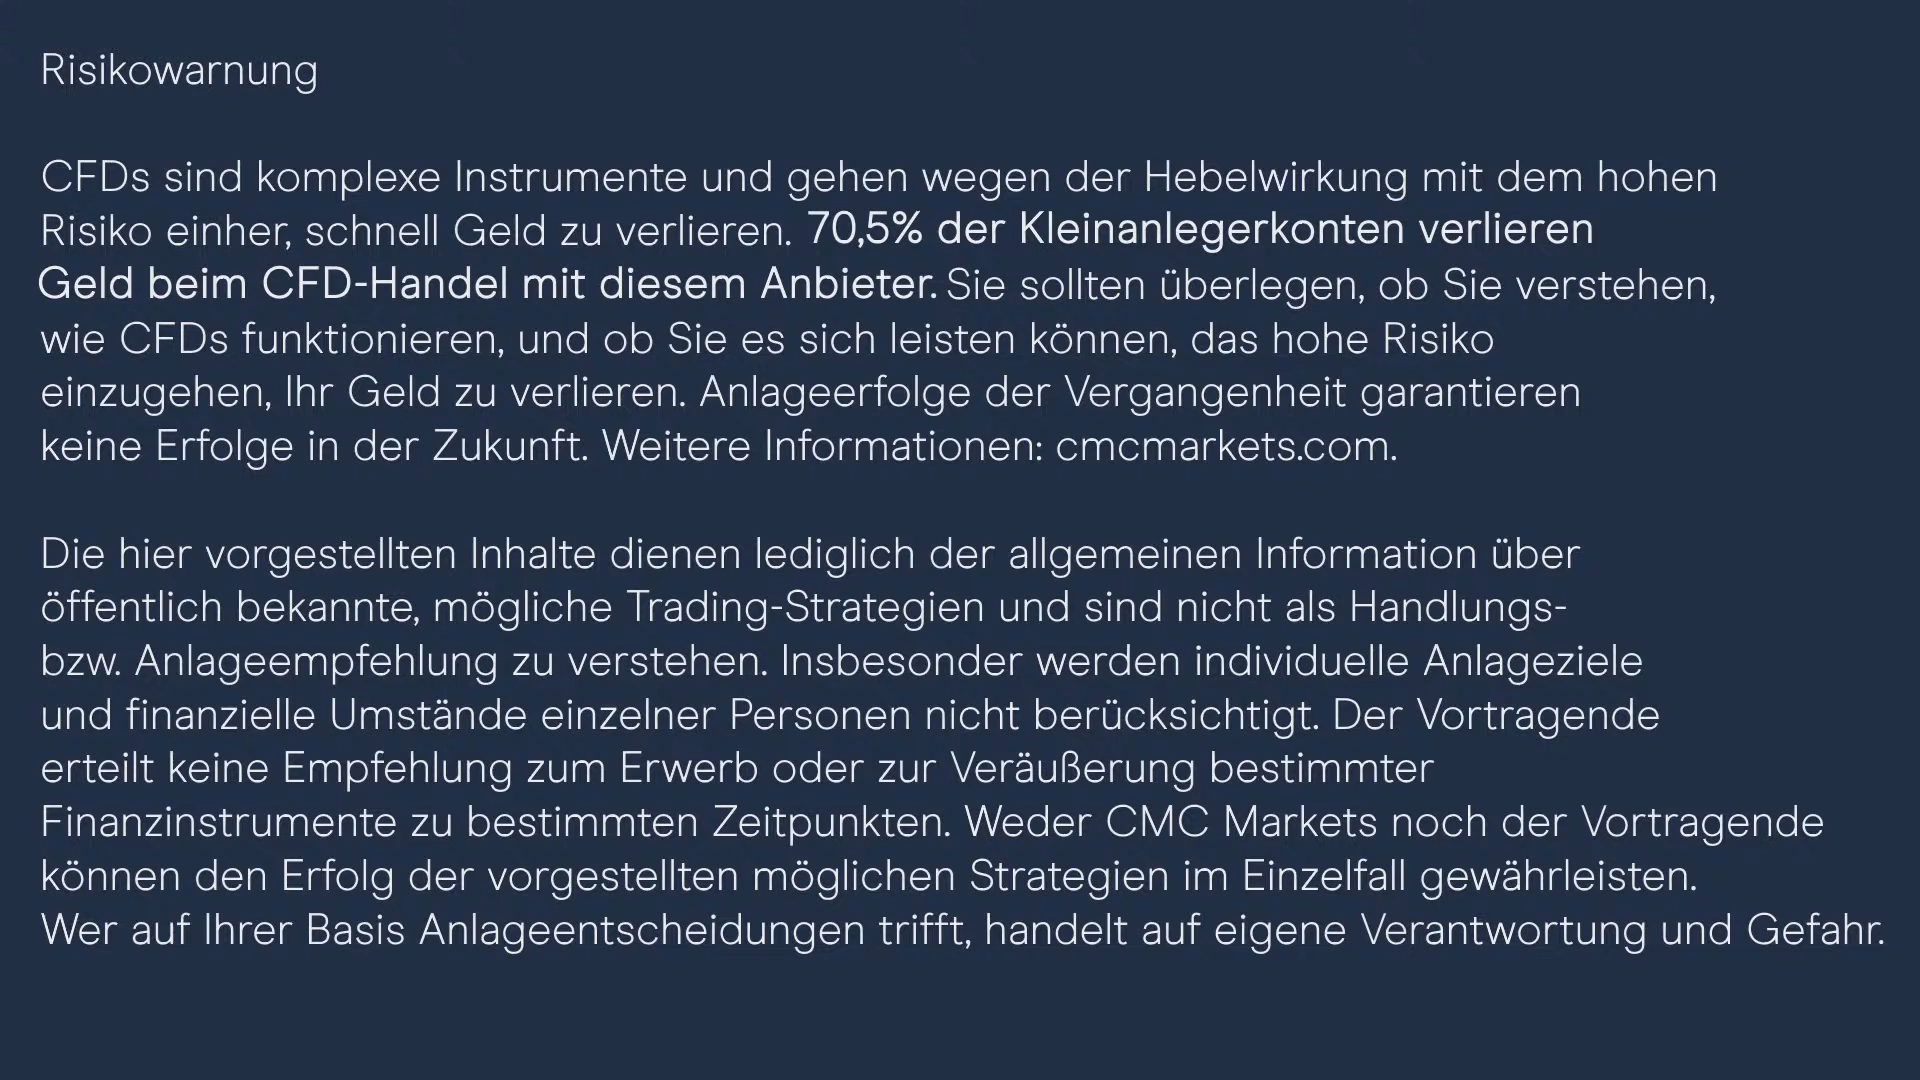 Risikowarnung
CFDs sind komplexe Instrumente und gehen wegen der Hebelwirkung mit dem hohen
Risiko einher, schnell Geld zu verlieren. 70,5% der Kleinanlegerkonten verlieren
Geld beim CFD-Handel mit diesem Anbieter. Sie sollten überlegen, ob Sie verstehen,
wie CFDs funktionieren, und ob Sie es sich leisten können, das hohe Risiko
einzugehen, Ihr Geld zu verlieren. Anlageerfolge der Vergangenheit garantieren
keine Erfolge in der Zukunft. Weitere Informationen: cmcmarkets.com.
Die hier vorgestellten Inhalte dienen lediglich der allgemeinen Information über
öffentlich bekannte, mögliche Trading-Strategien und sind nicht als Handlungs-
bzw. Anlageempfehlung zu verstehen. Insbesonder werden individuelle Anlageziele
und finanzielle Umstände einzelner Personen nicht berücksichtigt. Der Vortragende
erteilt keine Empfehlung zum Erwerb oder zur Veräußerung bestimmter
Finanzinstrumente zu bestimmten Zeitpunkten. Weder CMC Markets noch der Vortragende
können den Erfolg der vorgestellten möglichen Strategien im Einzelfall gewährleisten.
Wer auf Ihrer Basis Anlageentscheidungen trifft, handelt auf eigene Verantwortung und Gefahr.